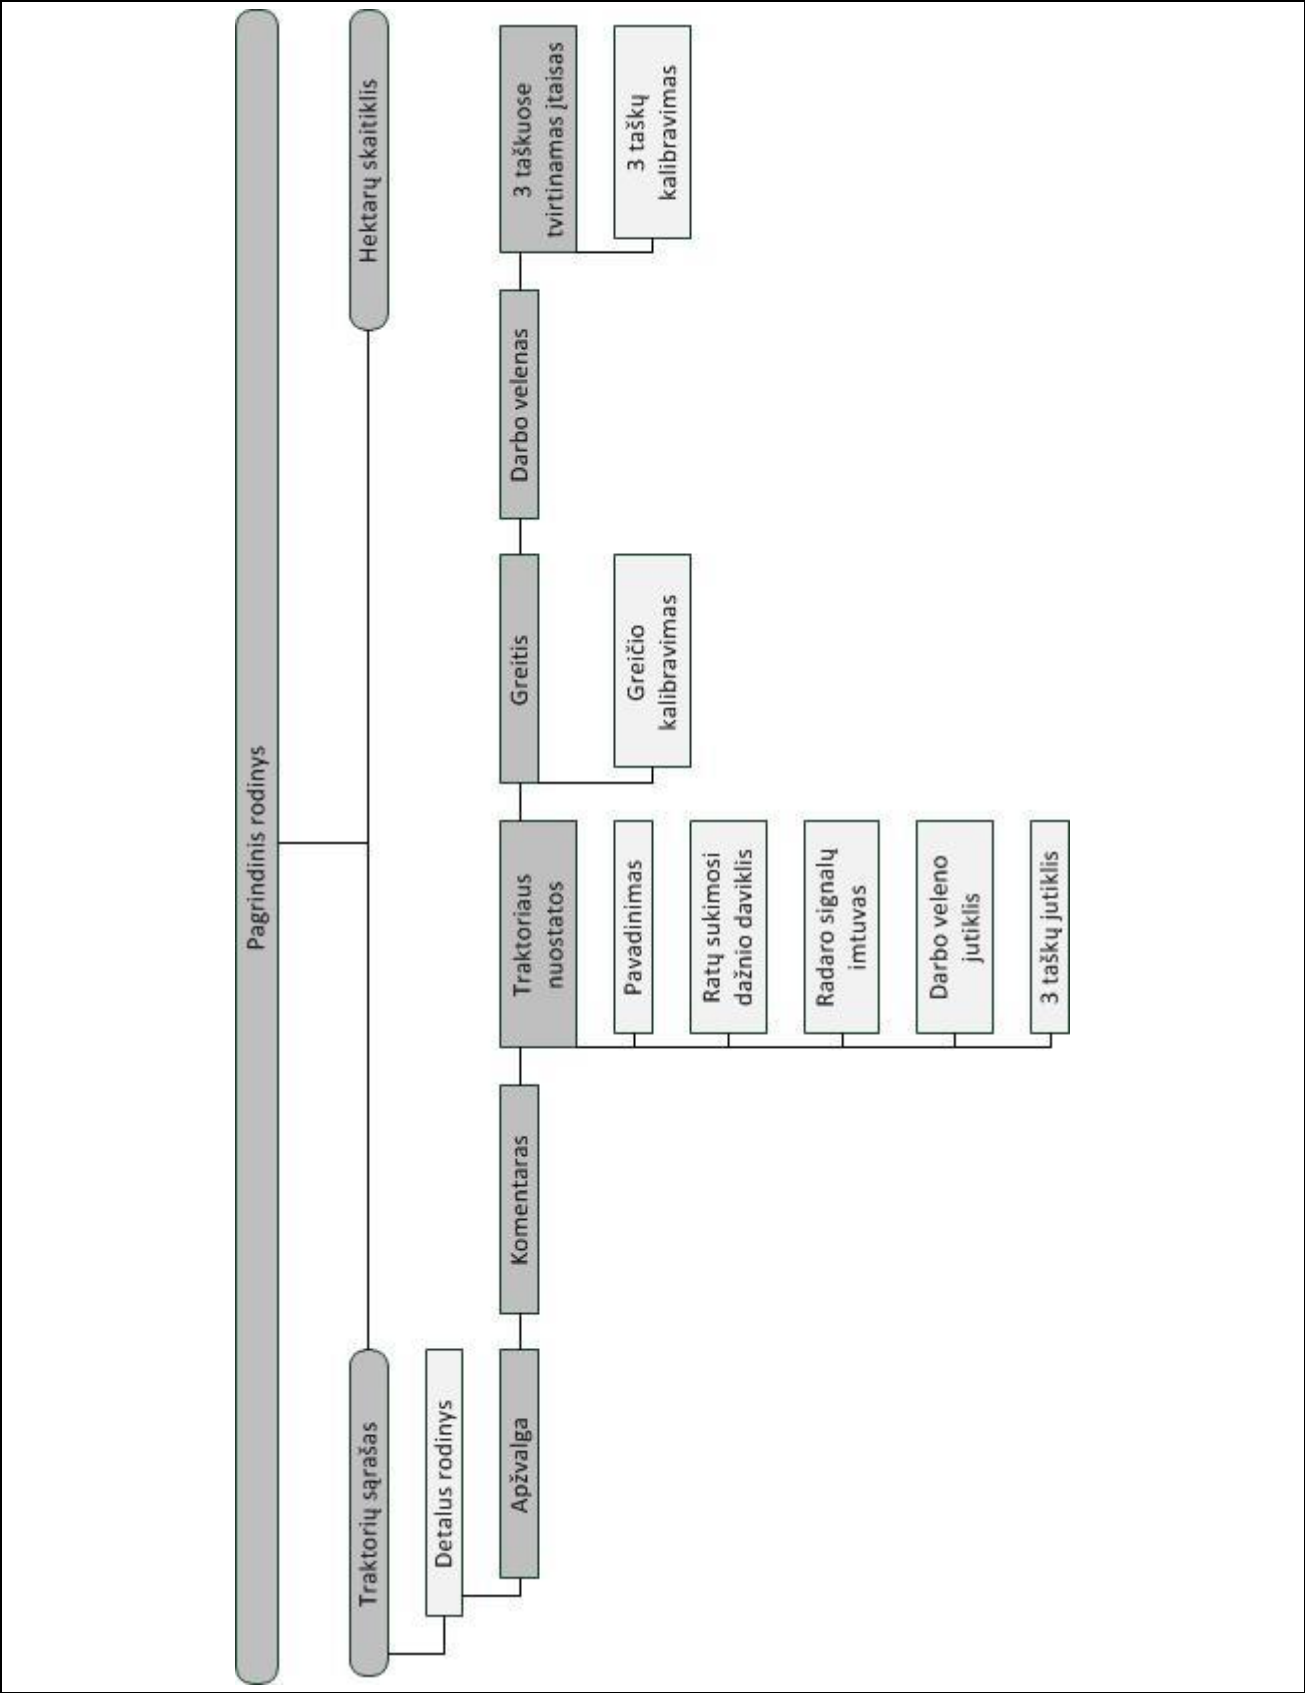 Pagrindinis rodinys
Traktorių sąrašas
Hektarų skaitiklis
Detalus rodinys
Apžvalga
Komentaras
Traktoriaus
nuostatos
Greitis
Darbo velenas
3 taškuose
tvirtinamas įtaisas
Pavadinimas
Ratų sukimosi
dažnio daviklis
Radaro signalų
imtuvas
Darbo veleno
jutiklis
3 taškų jutiklis
Greičio
kalibravimas
3 taškų
kalibravimas